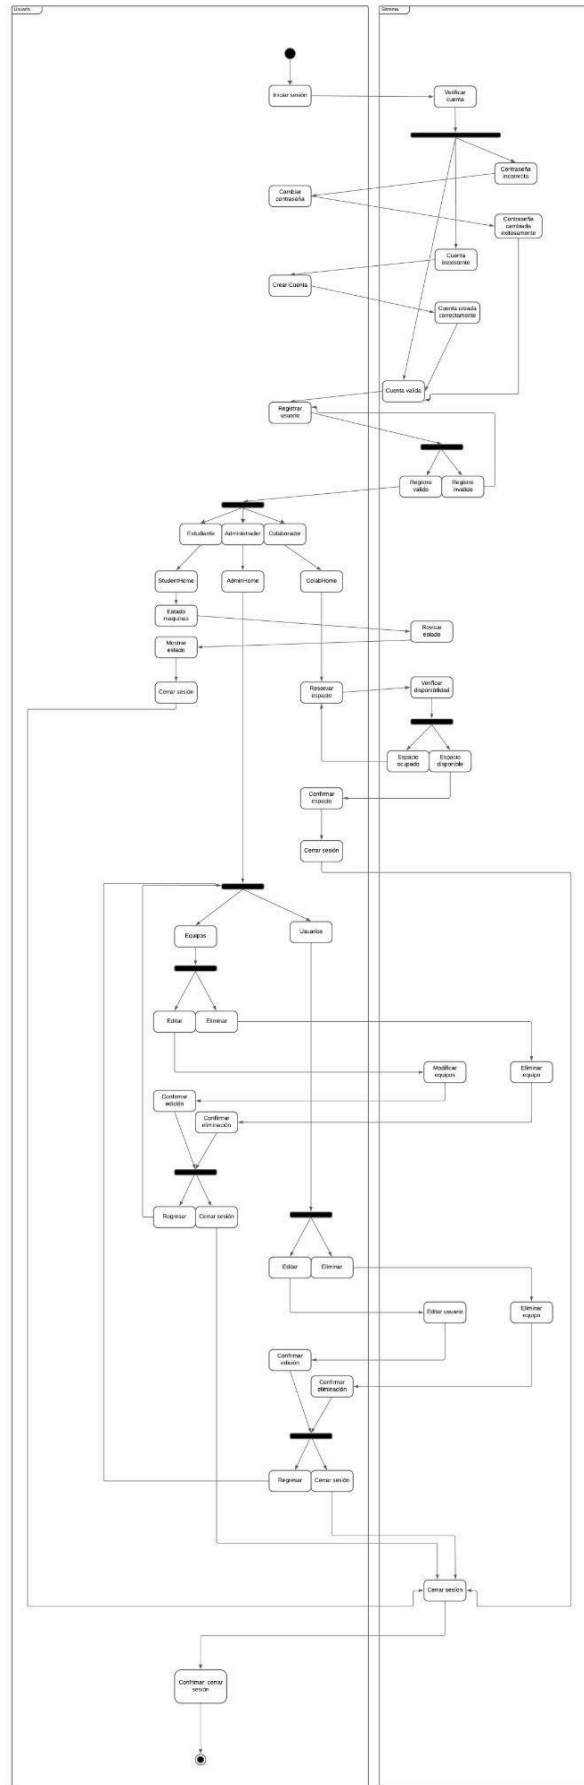 Usuario
Sistema
Iniciar sesión
Verificar
cuenta
Contraseña
incorrecta
Cambiar
contraseña
Contraseña
cambiada
exitosamente
Cuenta
inexistente
Crear Cuenta
Cuenta creada
correctamente
Cuenta valida
Registrar
usuario
Registro
valido
Registro
invalido
Estudiante
Administrador
Colaborador
StudentHome
AdminHome
ColabHome
Estado
maquinas
Revisar
estado
Mostrar
estado
Cerrar sesión
Reservar
espacio
Verificar
disponibilidad
Espacio
ocupado
Espacio
disponible
Confirmar
espacio
Cerrar sesión
Equipos
Usuarios
Editar
Eliminar
Modificar
equipos
Eliminar
equipo
Confirmar
edición
Confirmar
eliminación
Regresar
Cerrar sesión
Editar
Eliminar
Editar usuario
Eliminar
equipo
Confirmar
edición
Confirmar
eliminación
Regresar
Cerrar sesión
Cerrar sesión
Confirmar cerrar
sesión